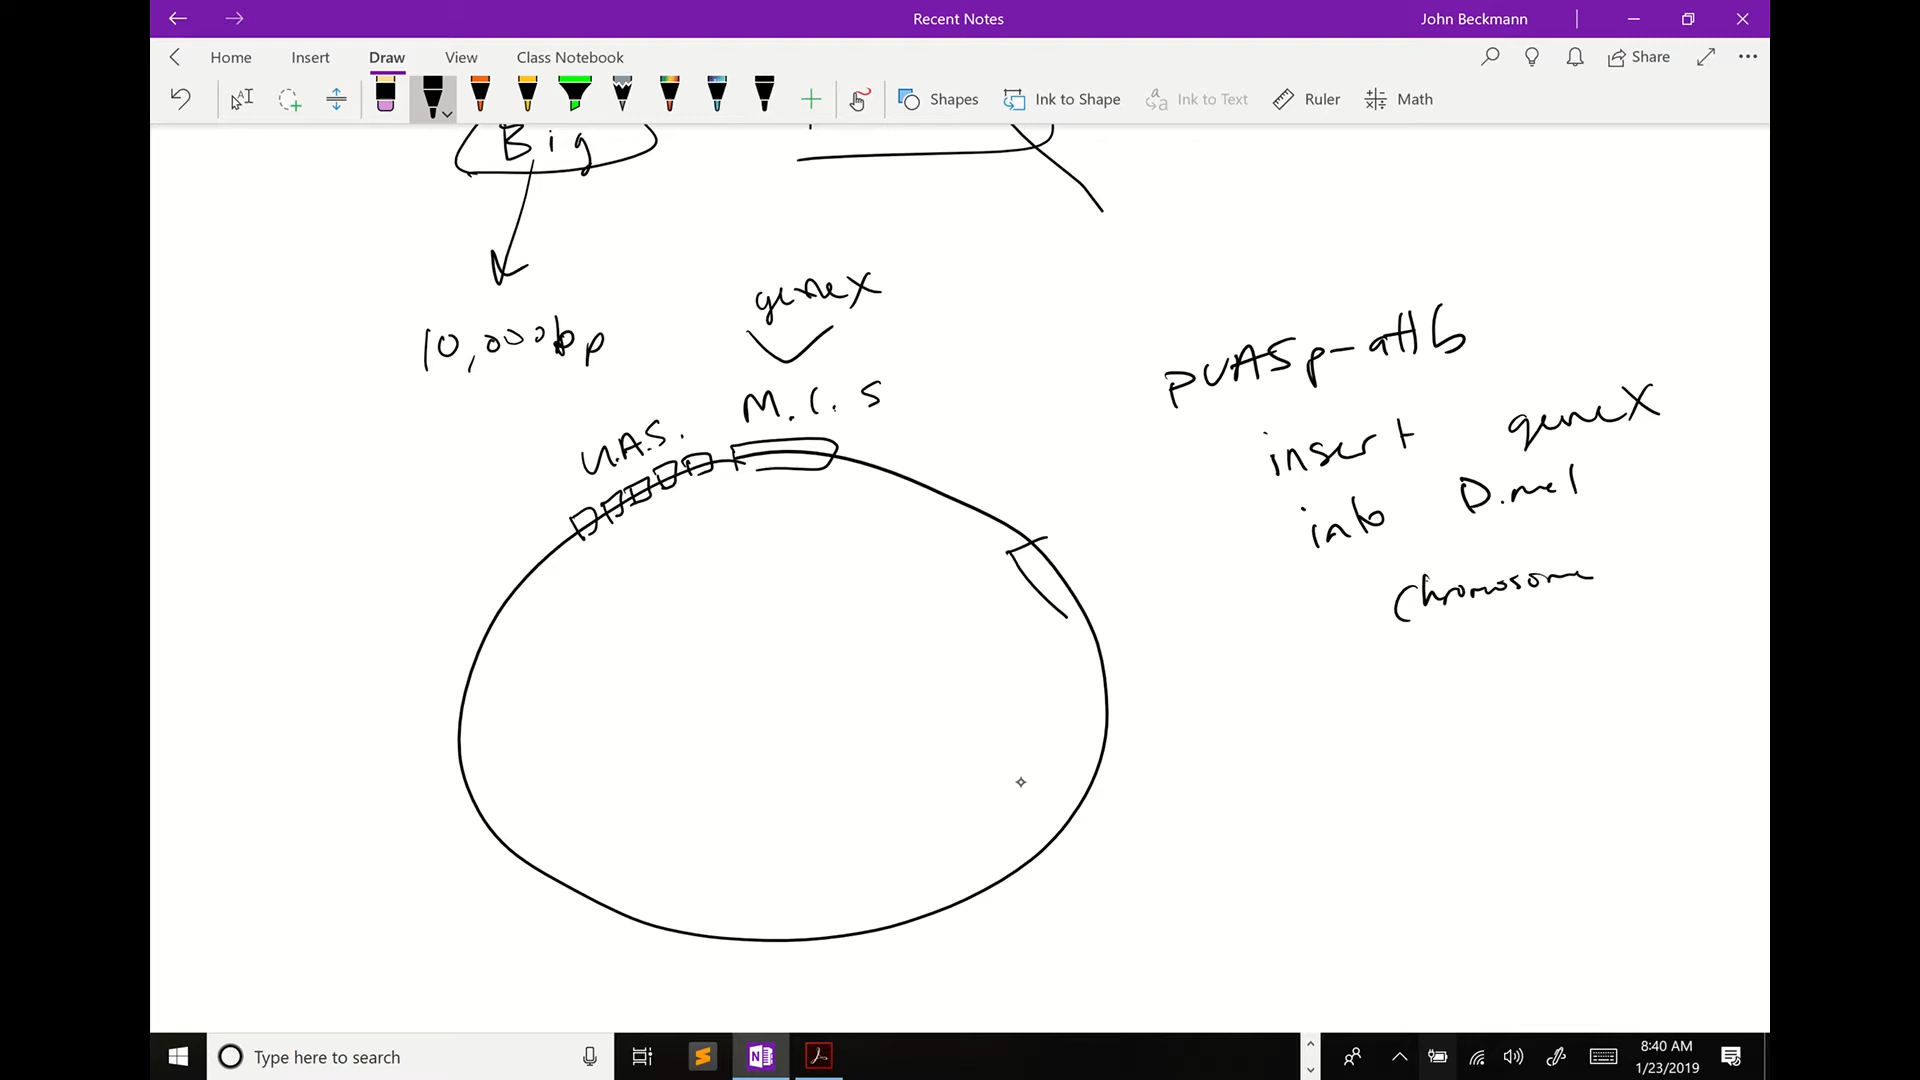 Recent Notes
John Beckmann
Home Insert Draw View Class Notebook
Share
Shapes Ink to Shape Ink to Text Ruler Math
Big
10,000bp
gene X
M.C.S
U.A.S.
pUASp-attB
insert gene X
into D.mel
chromosome
Type here to search
8:40 AM
1/23/2019